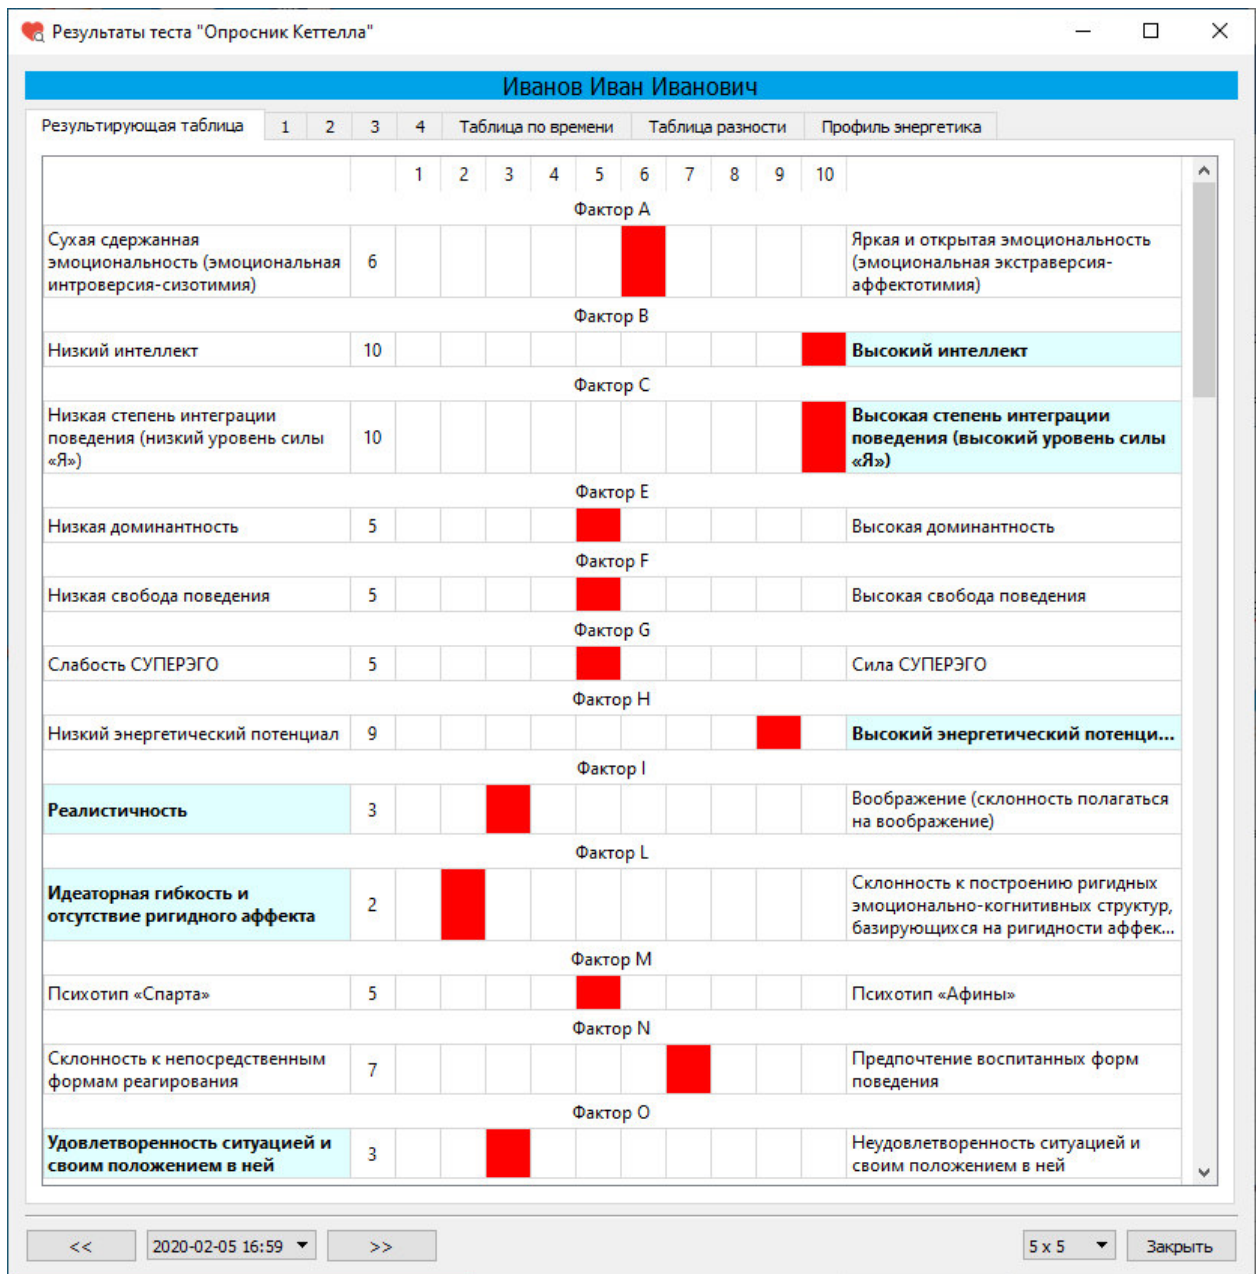 Результаты теста "Опросник Кеттелла"
Иванов Иван Иванович
Результирующая таблица 1 2 3 4 Таблица по времени Таблица разности Профиль энергетика
1 2 3 4 5 6 7 8 9 10
Фактор A
Сухая сдержанная
эмоциональность (эмоциональная
интроверсия-сизотимия)
6
Яркая и открытая эмоциональность
(эмоциональная экстраверсия-
аффектотимия)
Фактор B
Низкий интеллект 10 Высокий интеллект
Фактор C
Низкая степень интеграции
поведения (низкий уровень силы
«Я»)
10
Высокая степень интеграции
поведения (высокий уровень силы
«Я»)
Фактор E
Низкая доминантность 5 Высокая доминантность
Фактор F
Низкая свобода поведения 5 Высокая свобода поведения
Фактор G
Слабость СУПЕРЭГО 5 Сила СУПЕРЭГО
Фактор H
Низкий энергетический потенциал 9 Высокий энергетический потенци...
Фактор I
Реалистичность 3
Воображение (склонность полагаться
на воображение)
Фактор L
Идеаторная гибкость и
отсутствие ригидного аффекта
2
Склонность к построению ригидных
эмоционально-когнитивных структур,
базирующихся на ригидности аффек...
Фактор M
Психотип «Спарта» 5 Психотип «Афины»
Фактор N
Склонность к непосредственным
формам реагирования
7
Предпочтение воспитанных форм
поведения
Фактор O
Удовлетворенность ситуацией и
своим положением в ней
3
Неудовлетворенность ситуацией и
своим положением в ней
<< 2020-02-05 16:59 >> 5 x 5 Закрыть